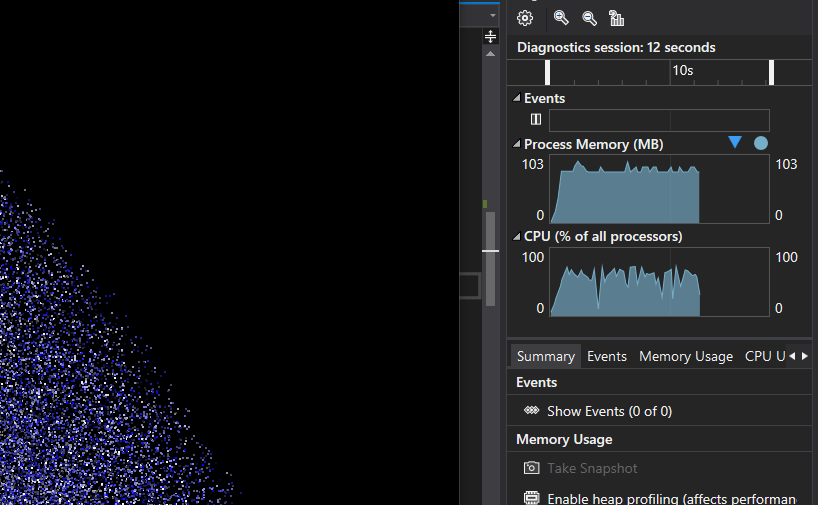 Diagnostics session: 12 seconds
10s
Events
Process Memory (MB)
103 103
0 0
CPU (% of all processors)
100 100
0 0
Summary Events Memory Usage CPU U
Events
Show Events (0 of 0)
Memory Usage
Take Snapshot
Enable heap profiling (affects performan